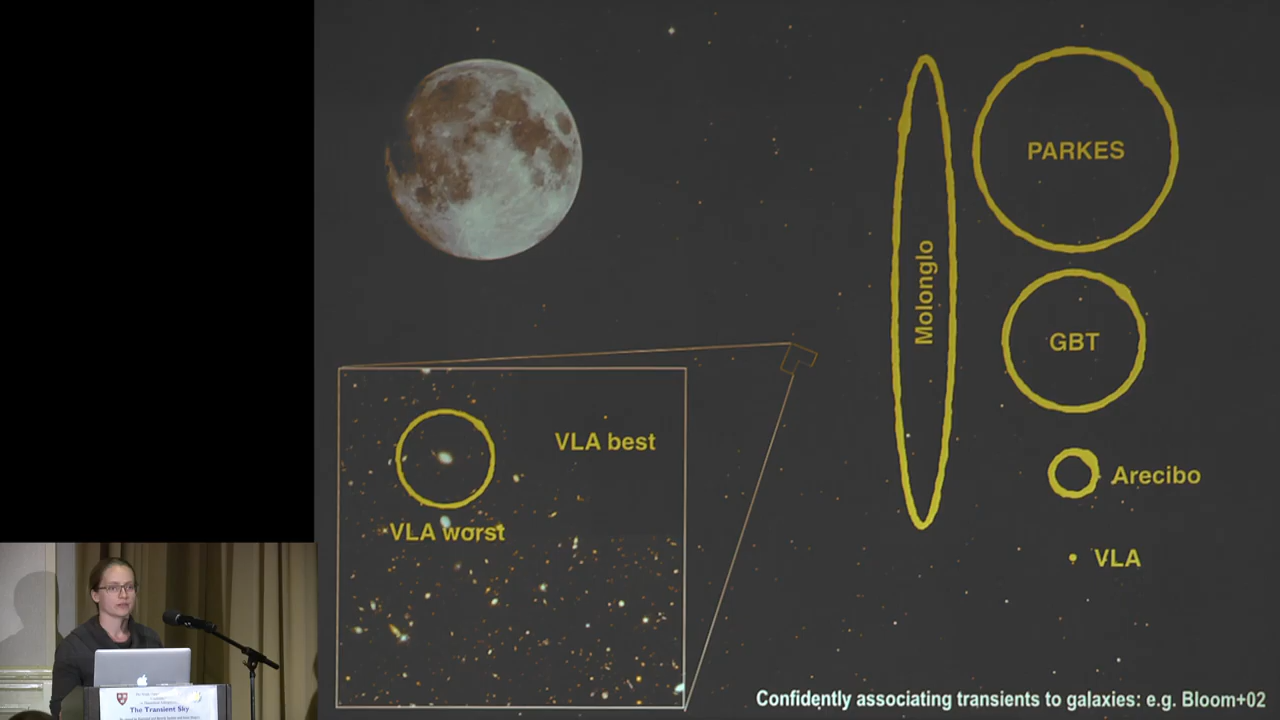 PARKES
Molonglo
GBT
VLA best
VLA worst
Arecibo
VLA
Confidently associating transients to galaxies: e.g. Bloom+02
The Transient Sky